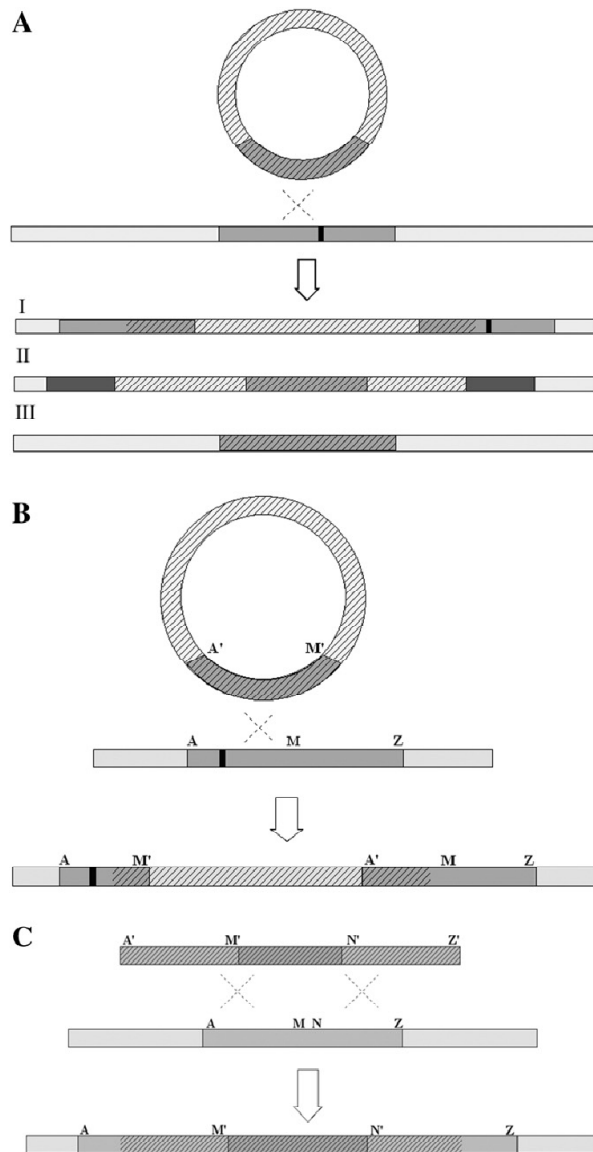 A
I
II
III
B
A' M'
A M Z
A M' A' M Z
C
A' M' N' Z'
A M N Z
A M' N' Z